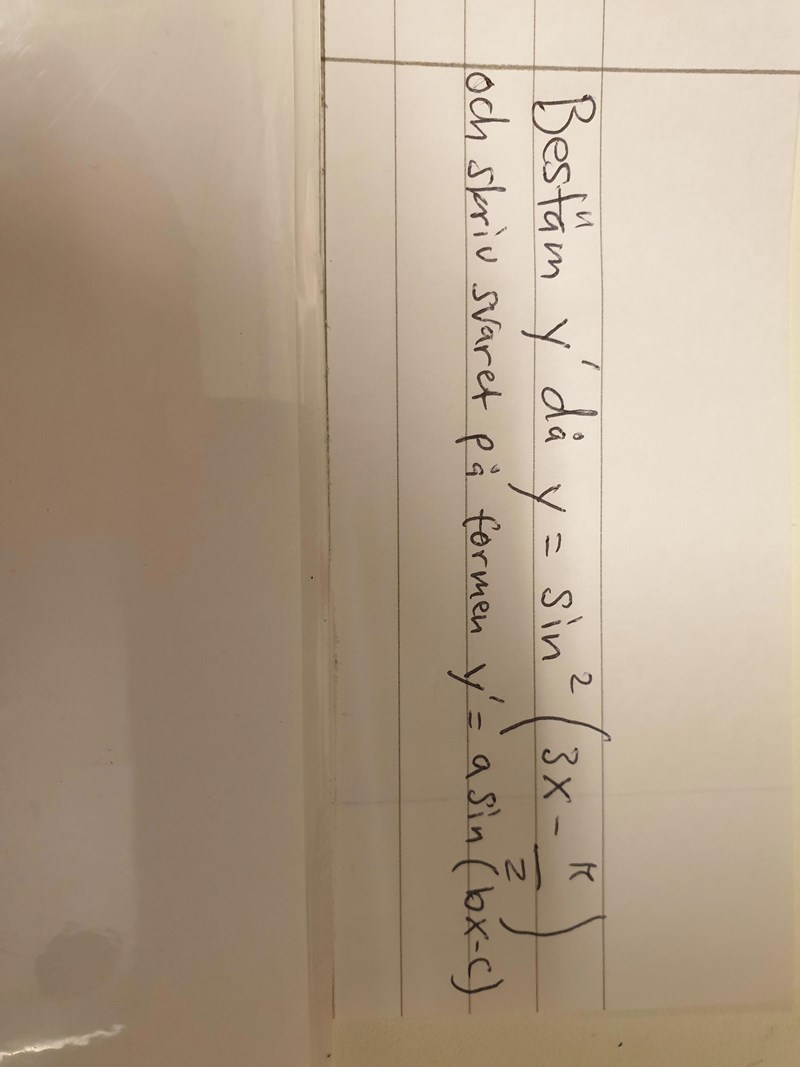 Bestäm y' då y = sin² (3x - π/2)
och skriv svaret på formen y' = a sin(bx-c)